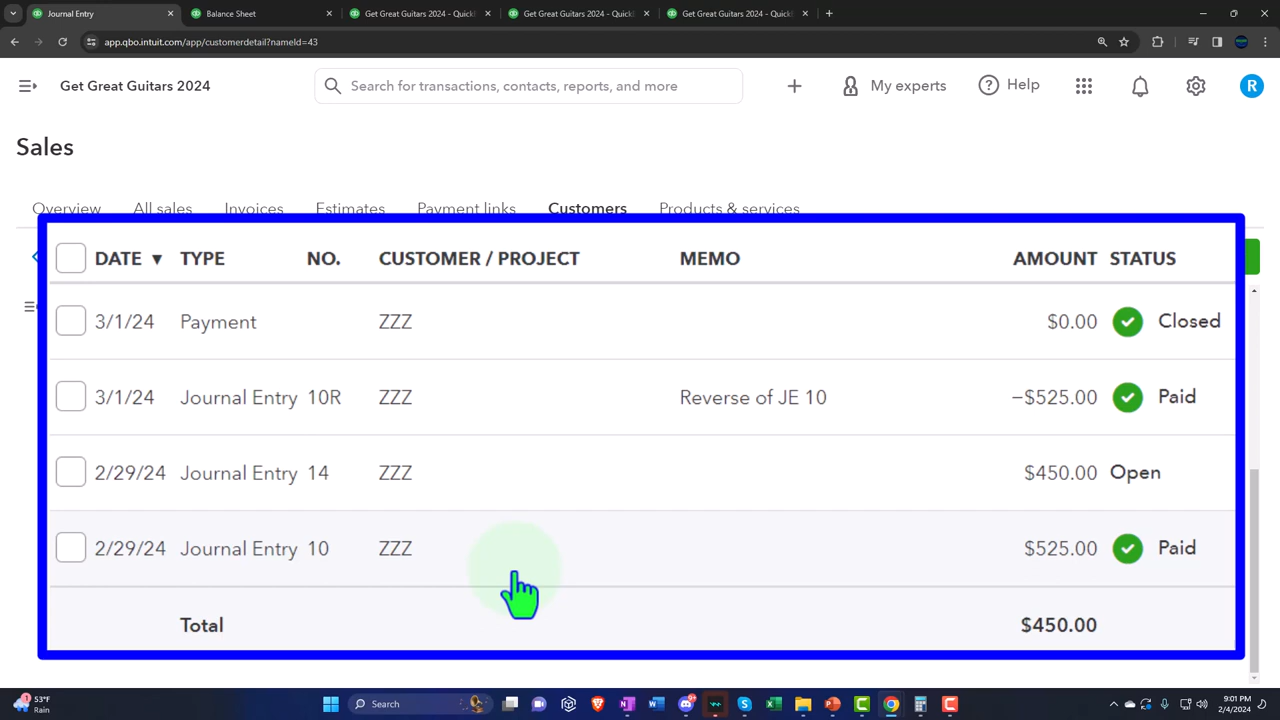 Journal Entry
Balance Sheet
Get Great Guitars 2024 - Quick
Get Great Guitars 2024 - Quick
Get Great Guitars 2024 - Quick
app.qbo.intuit.com/app/customerdetail?nameId=43
Get Great Guitars 2024
Search for transactions, contacts, reports, and more
My experts
Help
R
Sales
Overview All sales Invoices Estimates Payment links Customers Products & services
DATE TYPE NO. CUSTOMER / PROJECT MEMO AMOUNT STATUS
3/1/24 Payment ZZZ $0.00 Closed
3/1/24 Journal Entry 10R ZZZ Reverse of JE 10 −$525.00 Paid
2/29/24 Journal Entry 14 ZZZ $450.00 Open
2/29/24 Journal Entry 10 ZZZ $525.00 Paid
Total $450.00
53°F
Rain
Search
9:01 PM
2/4/2024